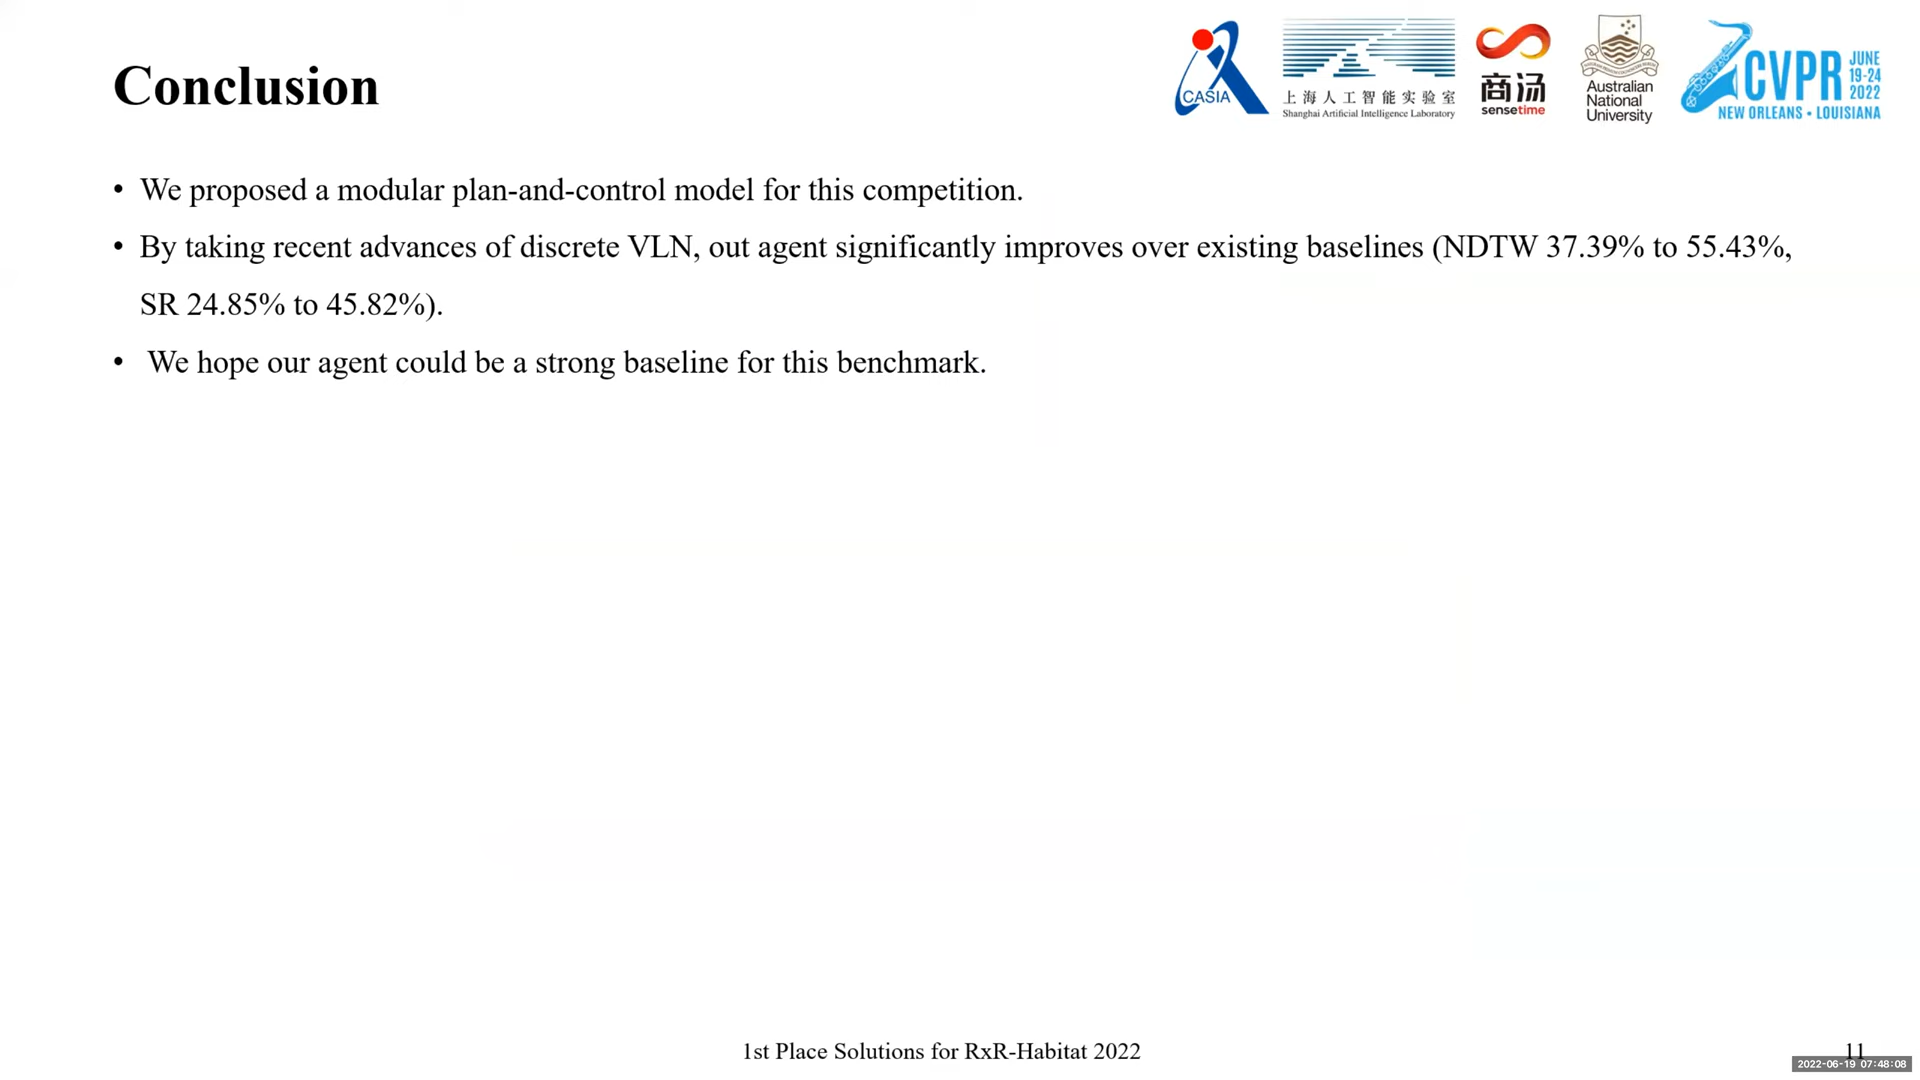 Conclusion
CASIA
上海人工智能实验室
Shanghai Artificial Intelligence Laboratory
商汤
sensetime
Australian
National
University
CVPR
JUNE
19-24
2022
NEW ORLEANS • LOUISIANA
• We proposed a modular plan-and-control model for this competition.
• By taking recent advances of discrete VLN, out agent significantly improves over existing baselines (NDTW 37.39% to 55.43%,
SR 24.85% to 45.82%).
• We hope our agent could be a strong baseline for this benchmark.
1st Place Solutions for RxR-Habitat 2022
11
2022-06-19 07:48:08